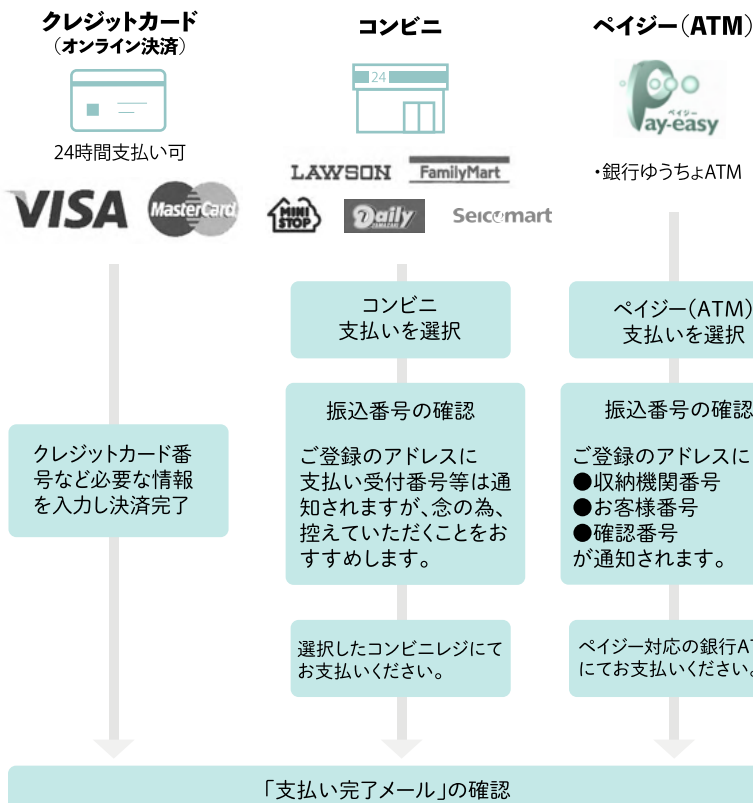 クレジットカード
（オンライン決済）
24時間支払い可
VISA
MasterCard
コンビニ
24
LAWSON
FamilyMart
MINI
STOP
Daily
YAMAZAKI
Seicomart
ペイジー（ATM）
ペイジー
Pay-easy
・銀行ゆうちょATM
クレジットカード番
号など必要な情報
を入力し決済完了
コンビニ
支払いを選択
振込番号の確認
ご登録のアドレスに
支払い受付番号等は通
知されますが、念の為、
控えていただくことをお
すすめします。
選択したコンビニレジにて
お支払いください。
ペイジー（ATM）
支払いを選択
振込番号の確認
ご登録のアドレスに
●収納機関番号
●お客様番号
●確認番号
が通知されます。
ペイジー対応の銀行AT
にてお支払いください。
「支払い完了メール」の確認